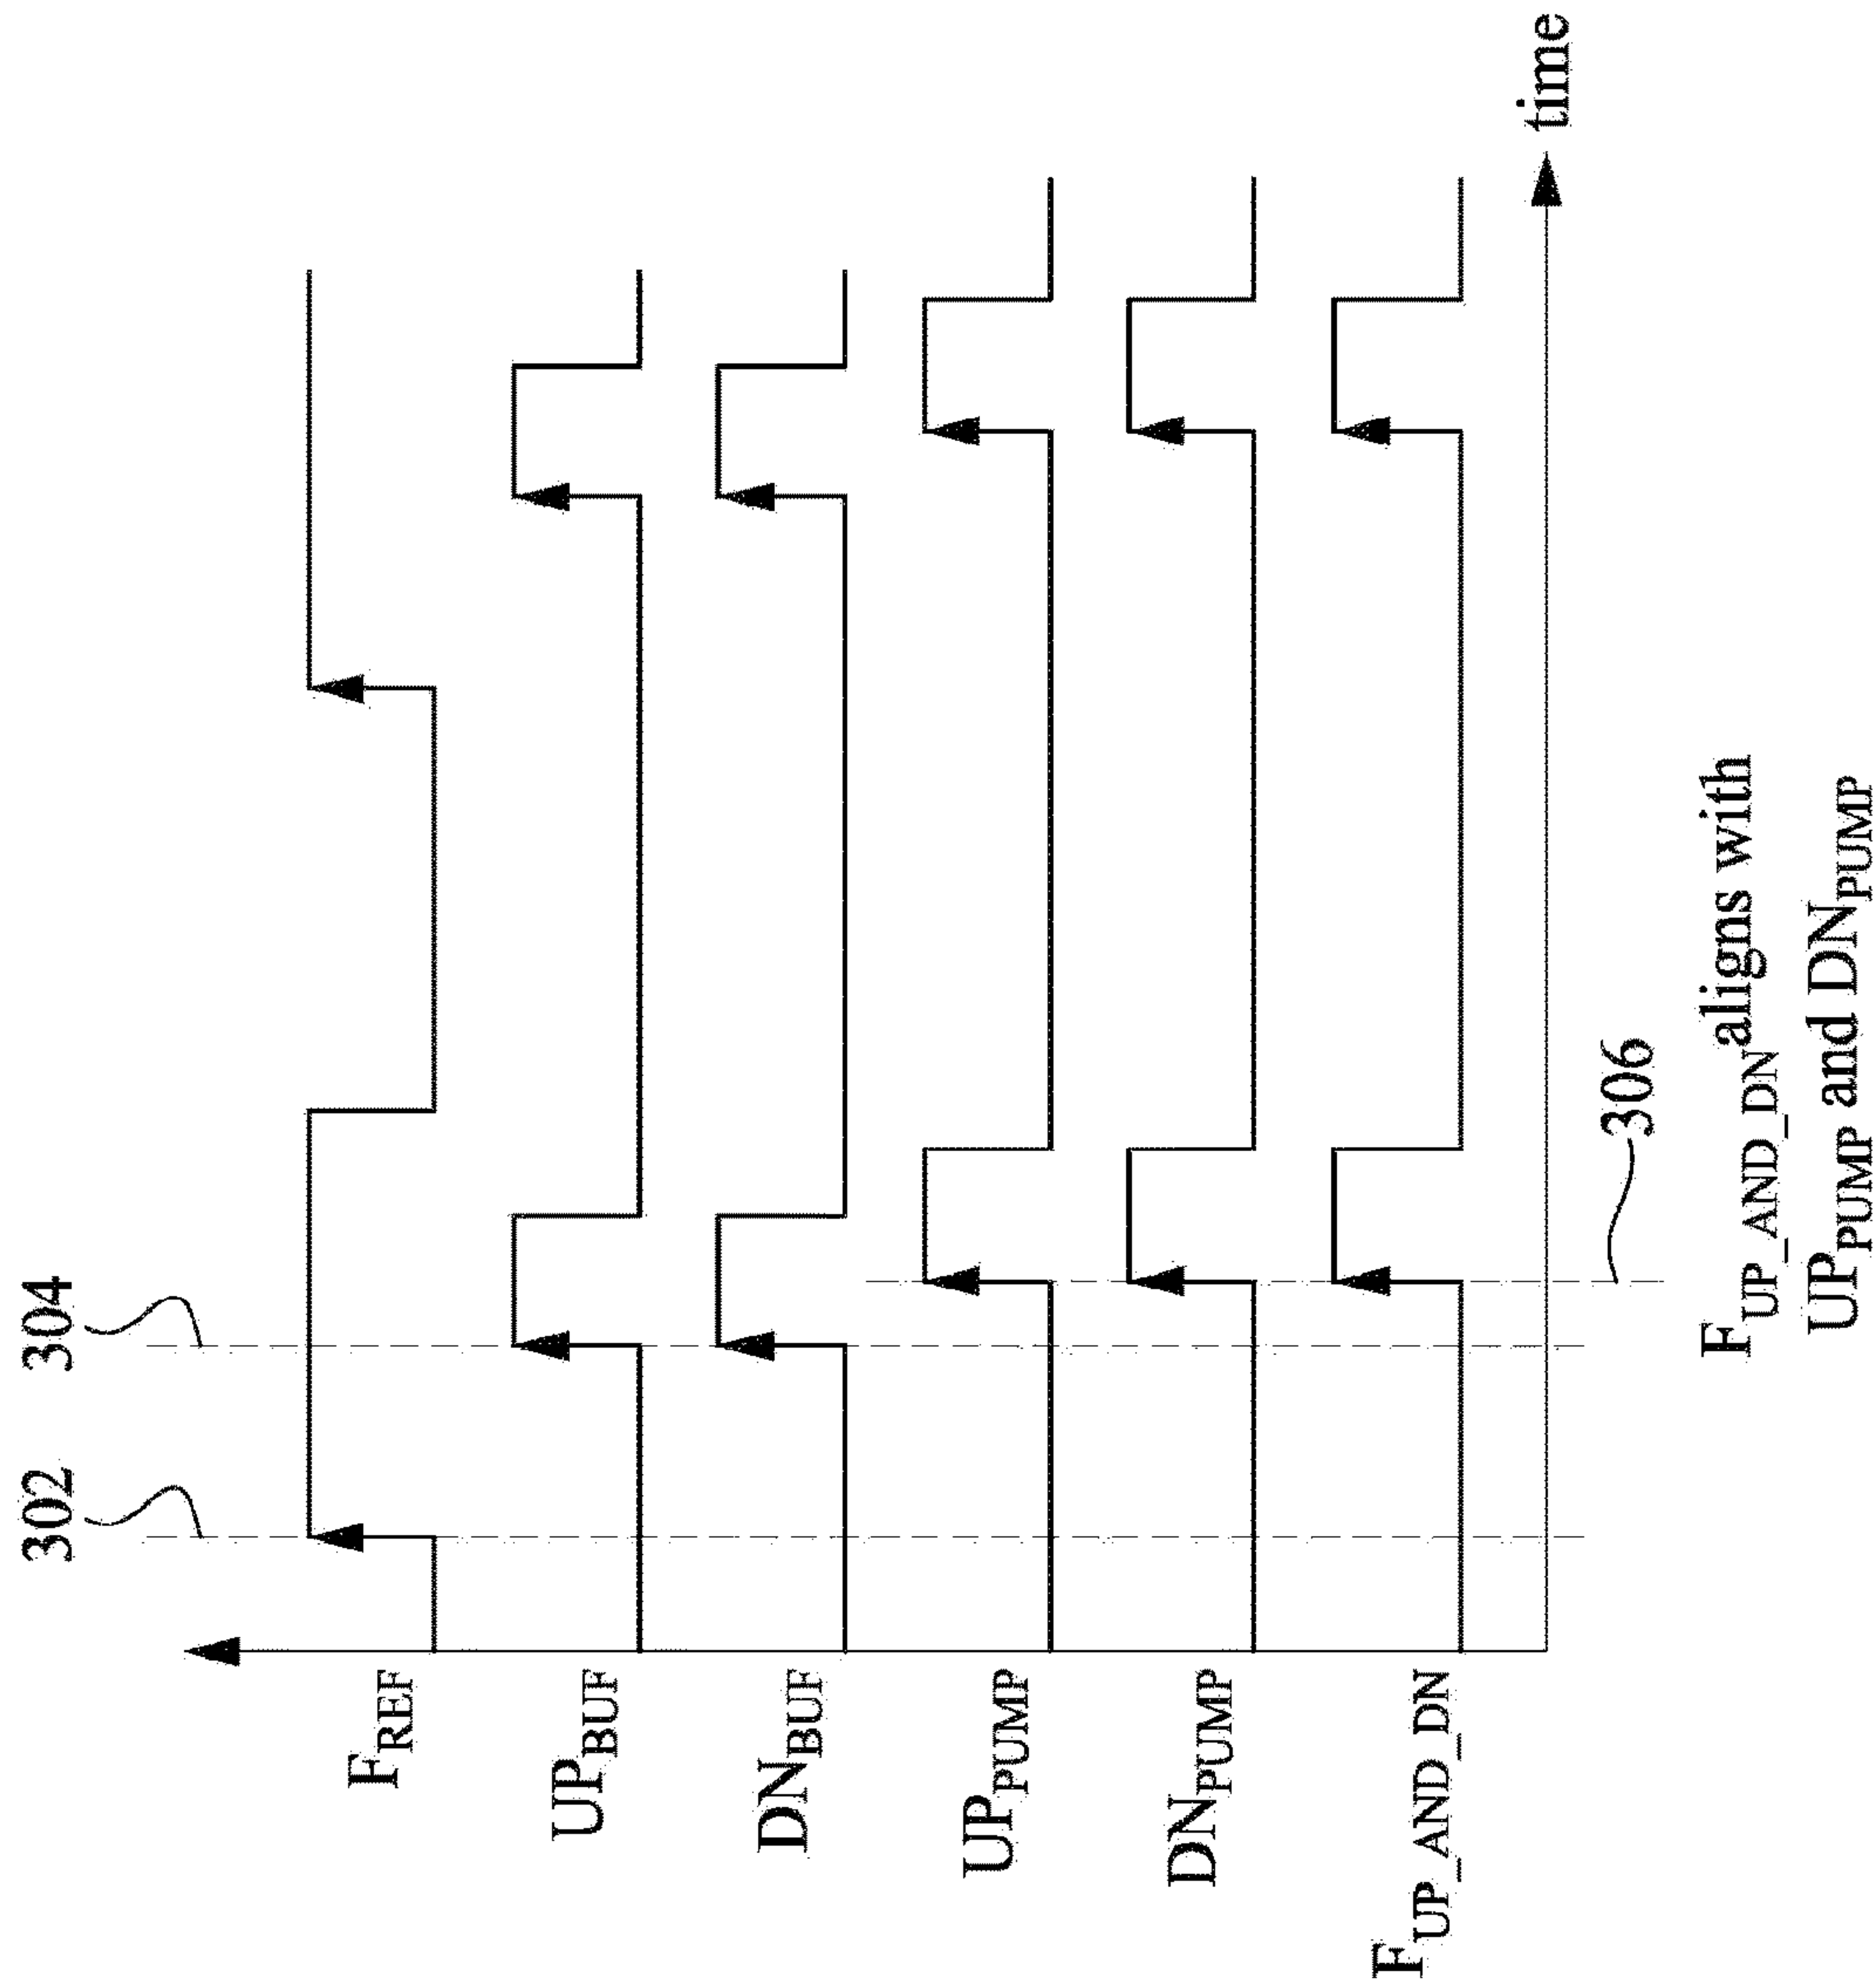 302
304
F_REF
UP_BUF
DN_BUF
UP_PUMP
DN_PUMP
F_UP_AND_DN
time
306
F_UP_AND_DN aligns with
UP_PUMP and DN_PUMP